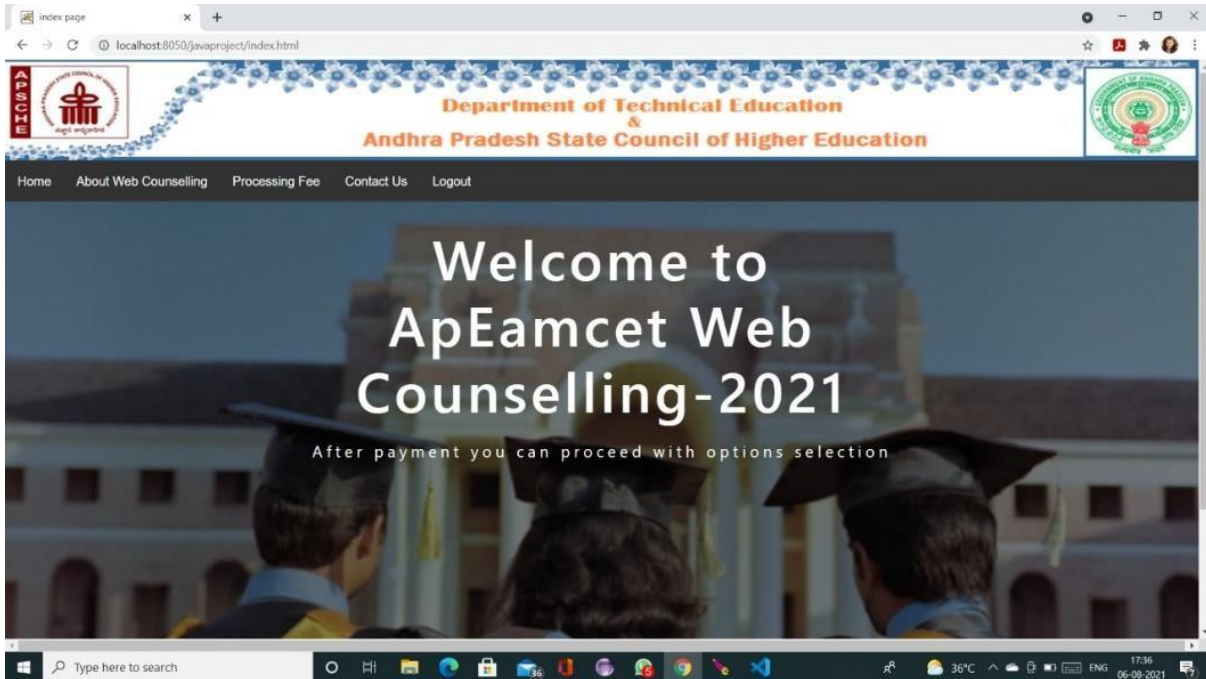 index page
localhost:8050/javaproject/index.html
APSCHE
Department of Technical Education
&
Andhra Pradesh State Council of Higher Education
Home About Web Counselling Processing Fee Contact Us Logout
Welcome to
ApEamcet Web
Counselling-2021
After payment you can proceed with options selection
Type here to search
36
5
36°C
ENG
17:36
06-08-2021